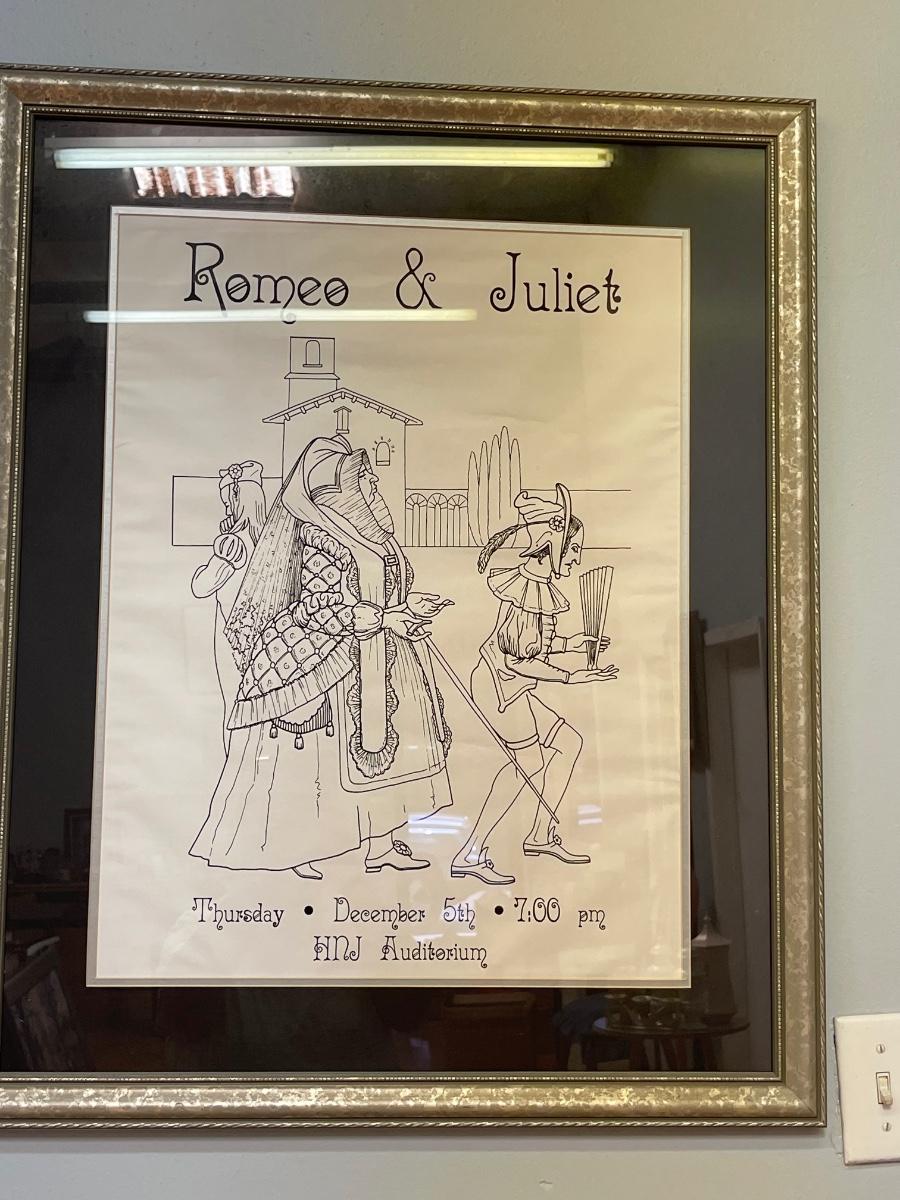 Romeo & Juliet
Thursday • December 5th • 7:00 pm
HNJ Auditorium